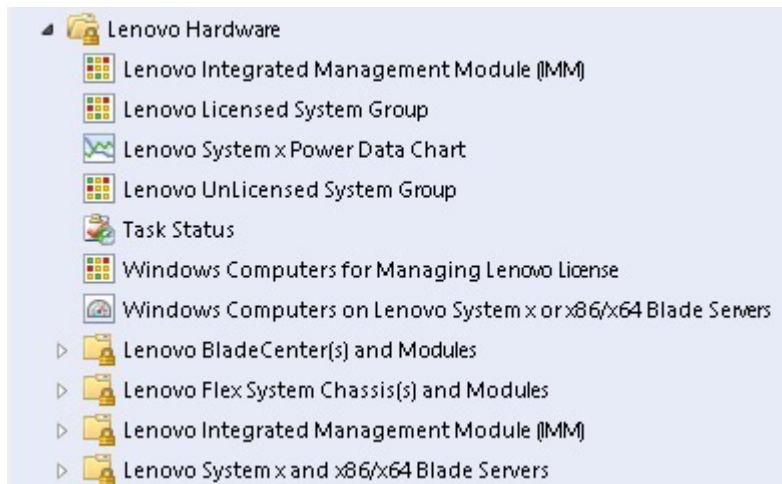 Lenovo Hardware
Lenovo Integrated Management Module (IMM)
Lenovo Licensed System Group
Lenovo System x Power Data Chart
Lenovo UnLicensed System Group
Task Status
Windows Computers for Managing Lenovo License
Windows Computers on Lenovo System x or x86/x64 Blade Servers
Lenovo BladeCenter(s) and Modules
Lenovo Flex System Chassis(s) and Modules
Lenovo Integrated Management Module (IMM)
Lenovo System x and x86/x64 Blade Servers